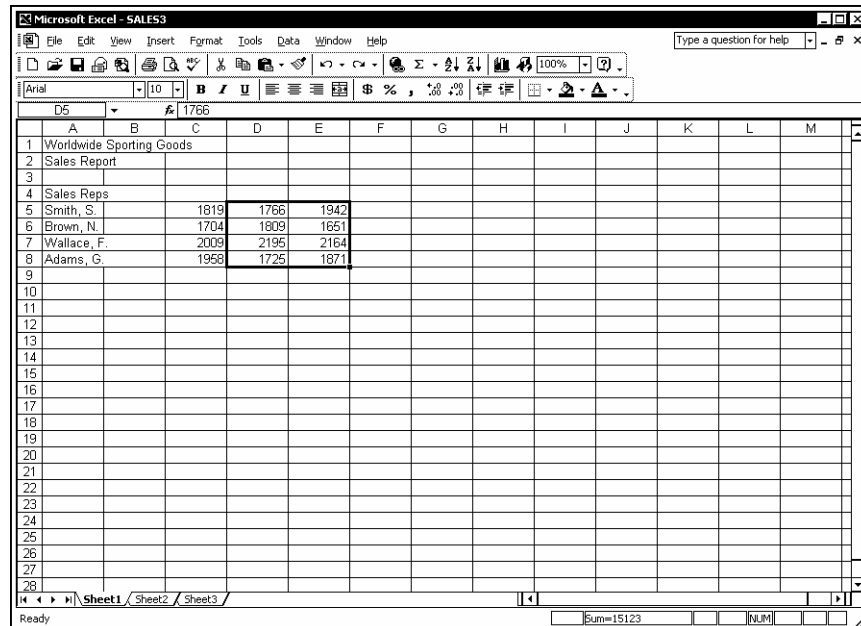 Microsoft Excel - SALES3
File Edit View Insert Format Tools Data Window Help Type a question for help
100%
Arial 10 B I U $ % ,
D5 fx 1766
A B C D E F G H I J K L M
1 Worldwide Sporting Goods
2 Sales Report
3
4 Sales Reps
5 Smith, S. 1819 1766 1942
6 Brown, N. 1704 1809 1651
7 Wallace, F. 2009 2195 2164
8 Adams, G. 1958 1725 1871
9
10
11
12
13
14
15
16
17
18
19
20
21
22
23
24
25
26
27
28
Sheet1 Sheet2 Sheet3
Ready Sum=15123 NUM